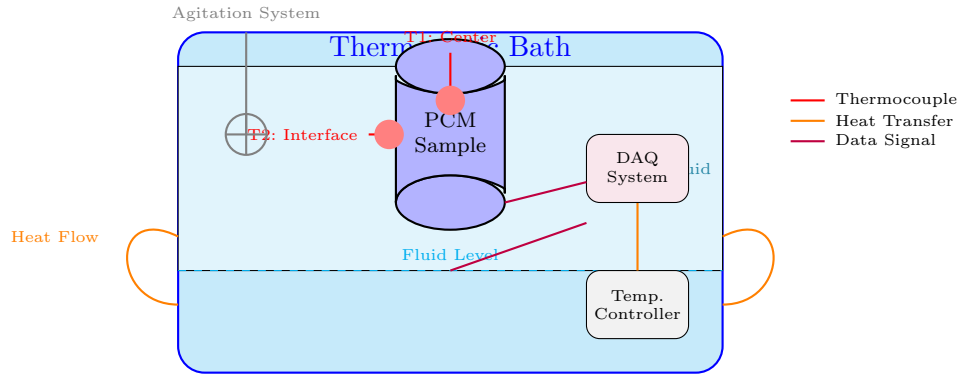 Agitation System
T1: Center
Bath
Thermocouple
Heat Transfer
Data Signal
PCM
Sample
T2: Interface
DAQ
System
Heat Flow
Fluid Level
Temp.
Controller